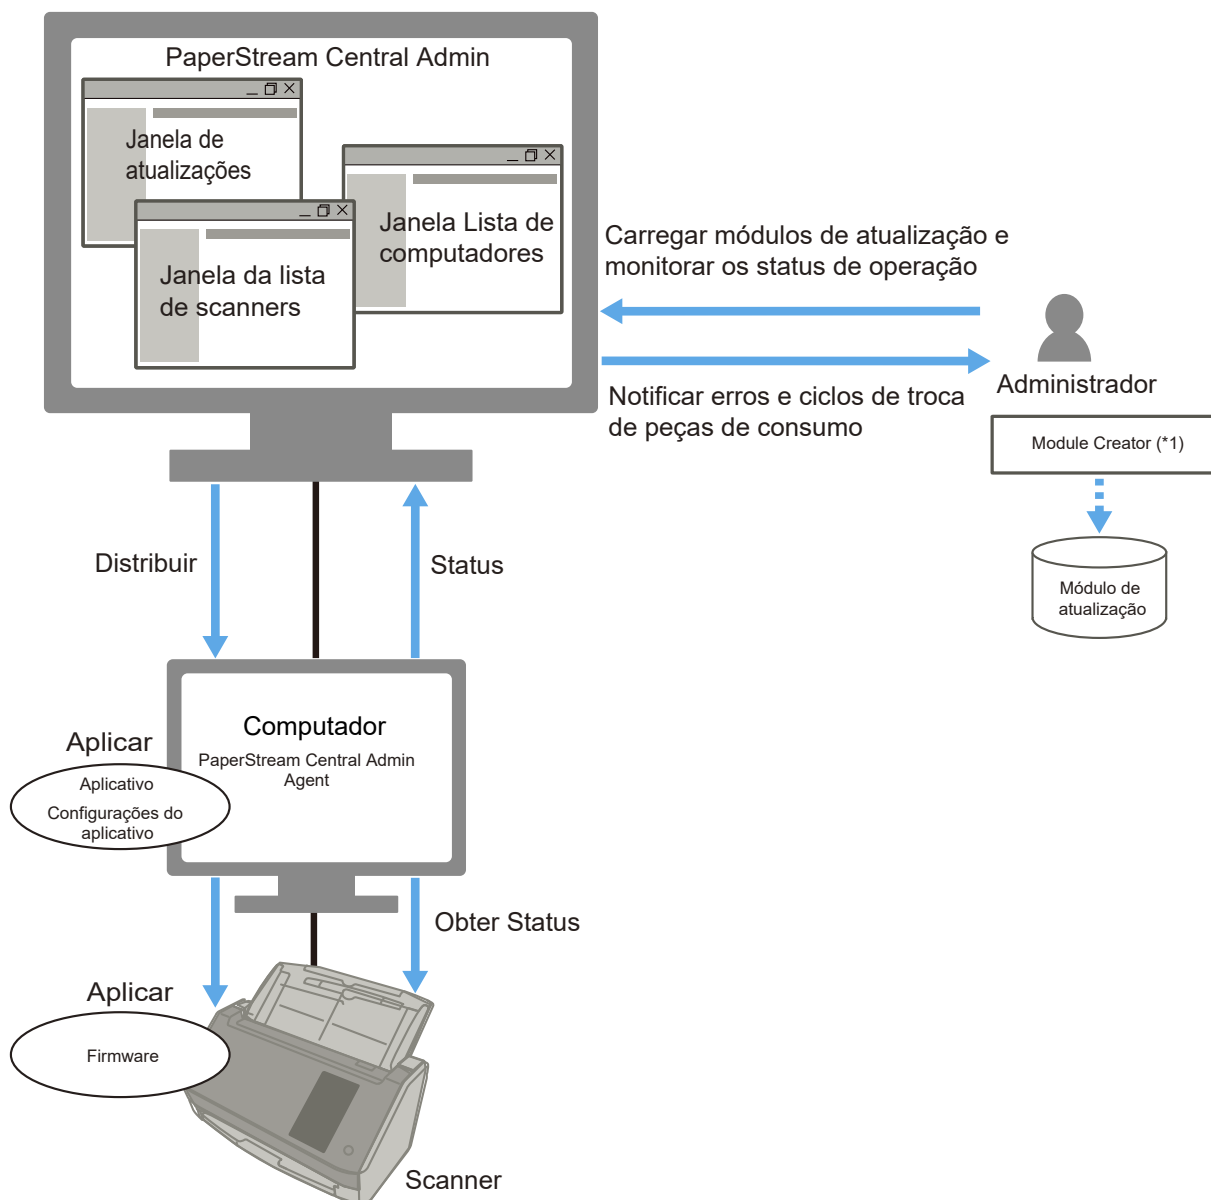 PaperStream Central Admin
Janela de
atualizações
Janela Lista de
computadores
Janela da lista
de scanners
Carregar módulos de atualização e
monitorar os status de operação
Notificar erros e ciclos de troca
de peças de consumo
Administrador
Module Creator (*1)
Módulo de
atualização
Distribuir
Status
Computador
PaperStream Central Admin
Agent
Aplicar
Aplicativo
Configurações do
aplicativo
Obter Status
Aplicar
Firmware
Scanner